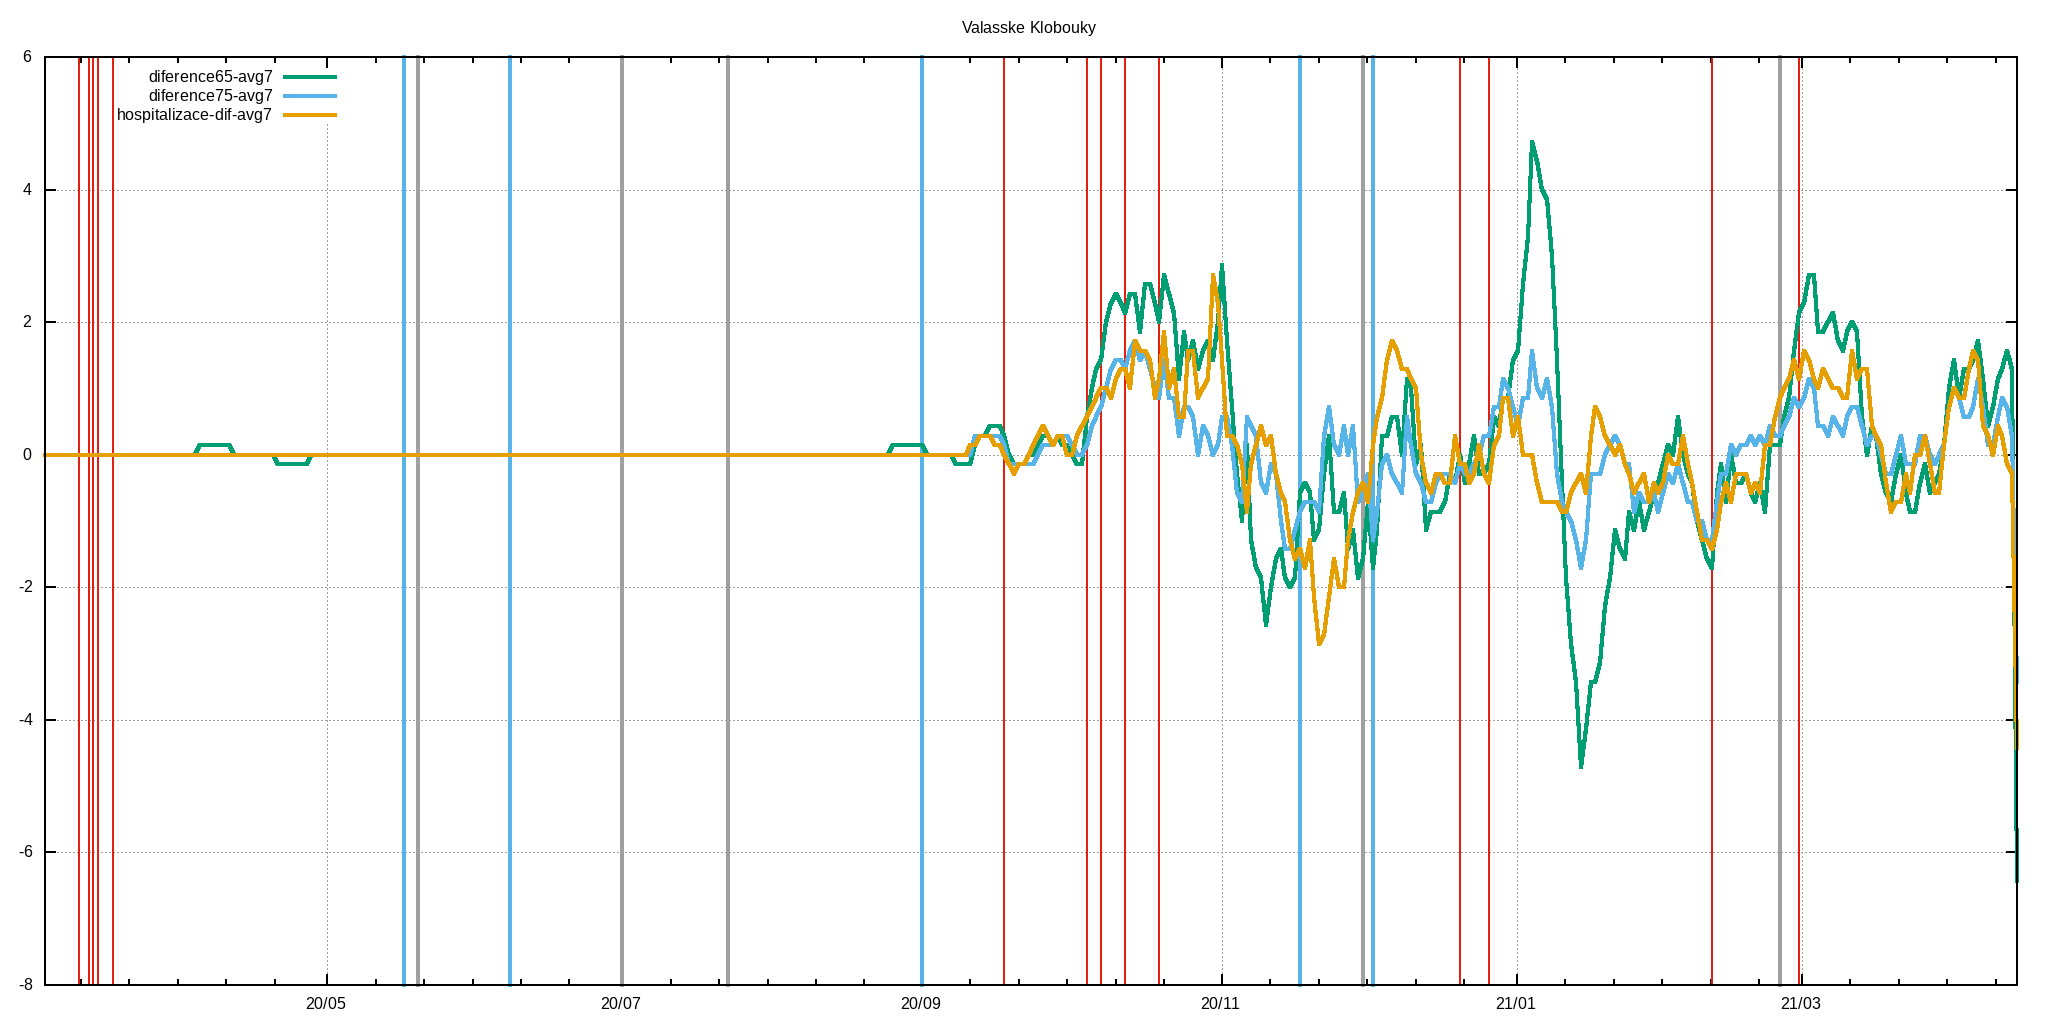 Valasske Klobouky
6
diference65-avg7
diference75-avg7
hospitalizace-dif-avg7
4
2
0
-2
-4
-6
-8
20/05 20/07 20/09 20/11 21/01 21/03